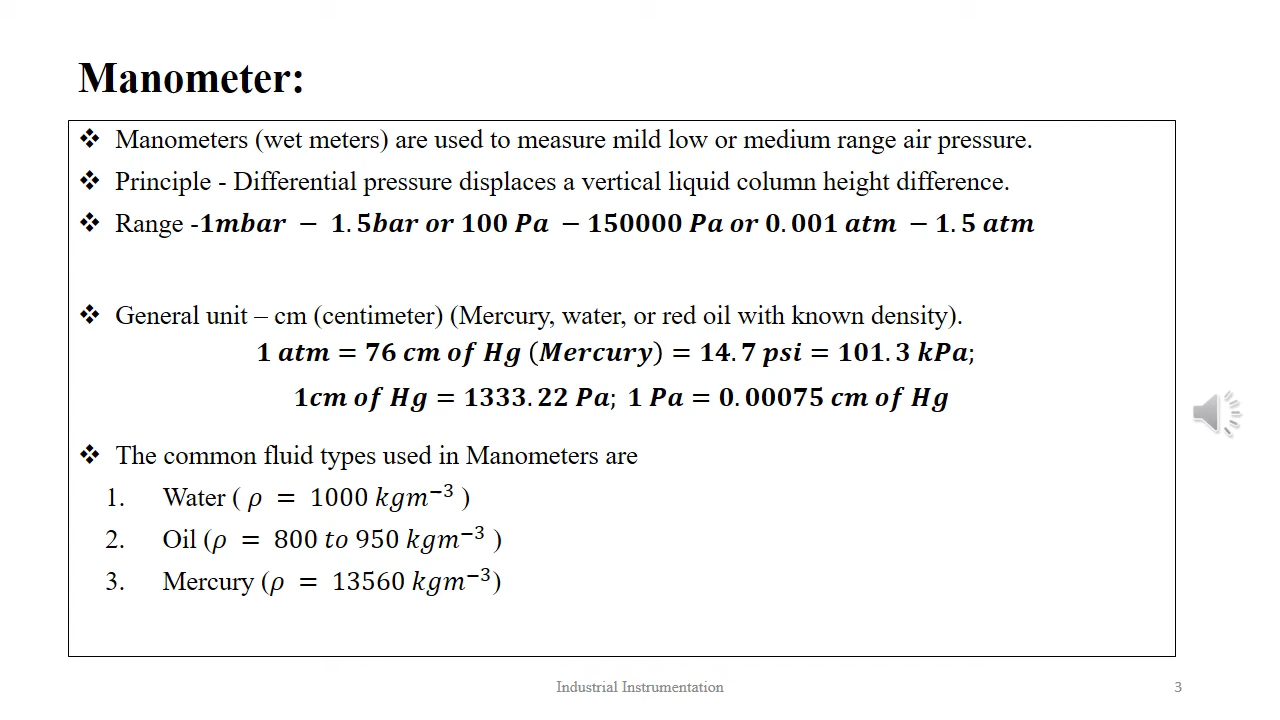 Manometer:
❖ Manometers (wet meters) are used to measure mild low or medium range air pressure.
❖ Principle - Differential pressure displaces a vertical liquid column height difference.
❖ Range -1mbar − 1.5bar or 100 Pa − 150000 Pa or 0.001 atm − 1.5 atm
❖ General unit – cm (centimeter) (Mercury, water, or red oil with known density).
1 atm = 76 cm of Hg (Mercury) = 14.7 psi = 101.3 kPa;
1cm of Hg = 1333.22 Pa; 1 Pa = 0.00075 cm of Hg
❖ The common fluid types used in Manometers are
1. Water ( ρ = 1000 kgm⁻³ )
2. Oil (ρ = 800 to 950 kgm⁻³ )
3. Mercury (ρ = 13560 kgm⁻³)
Industrial Instrumentation
3